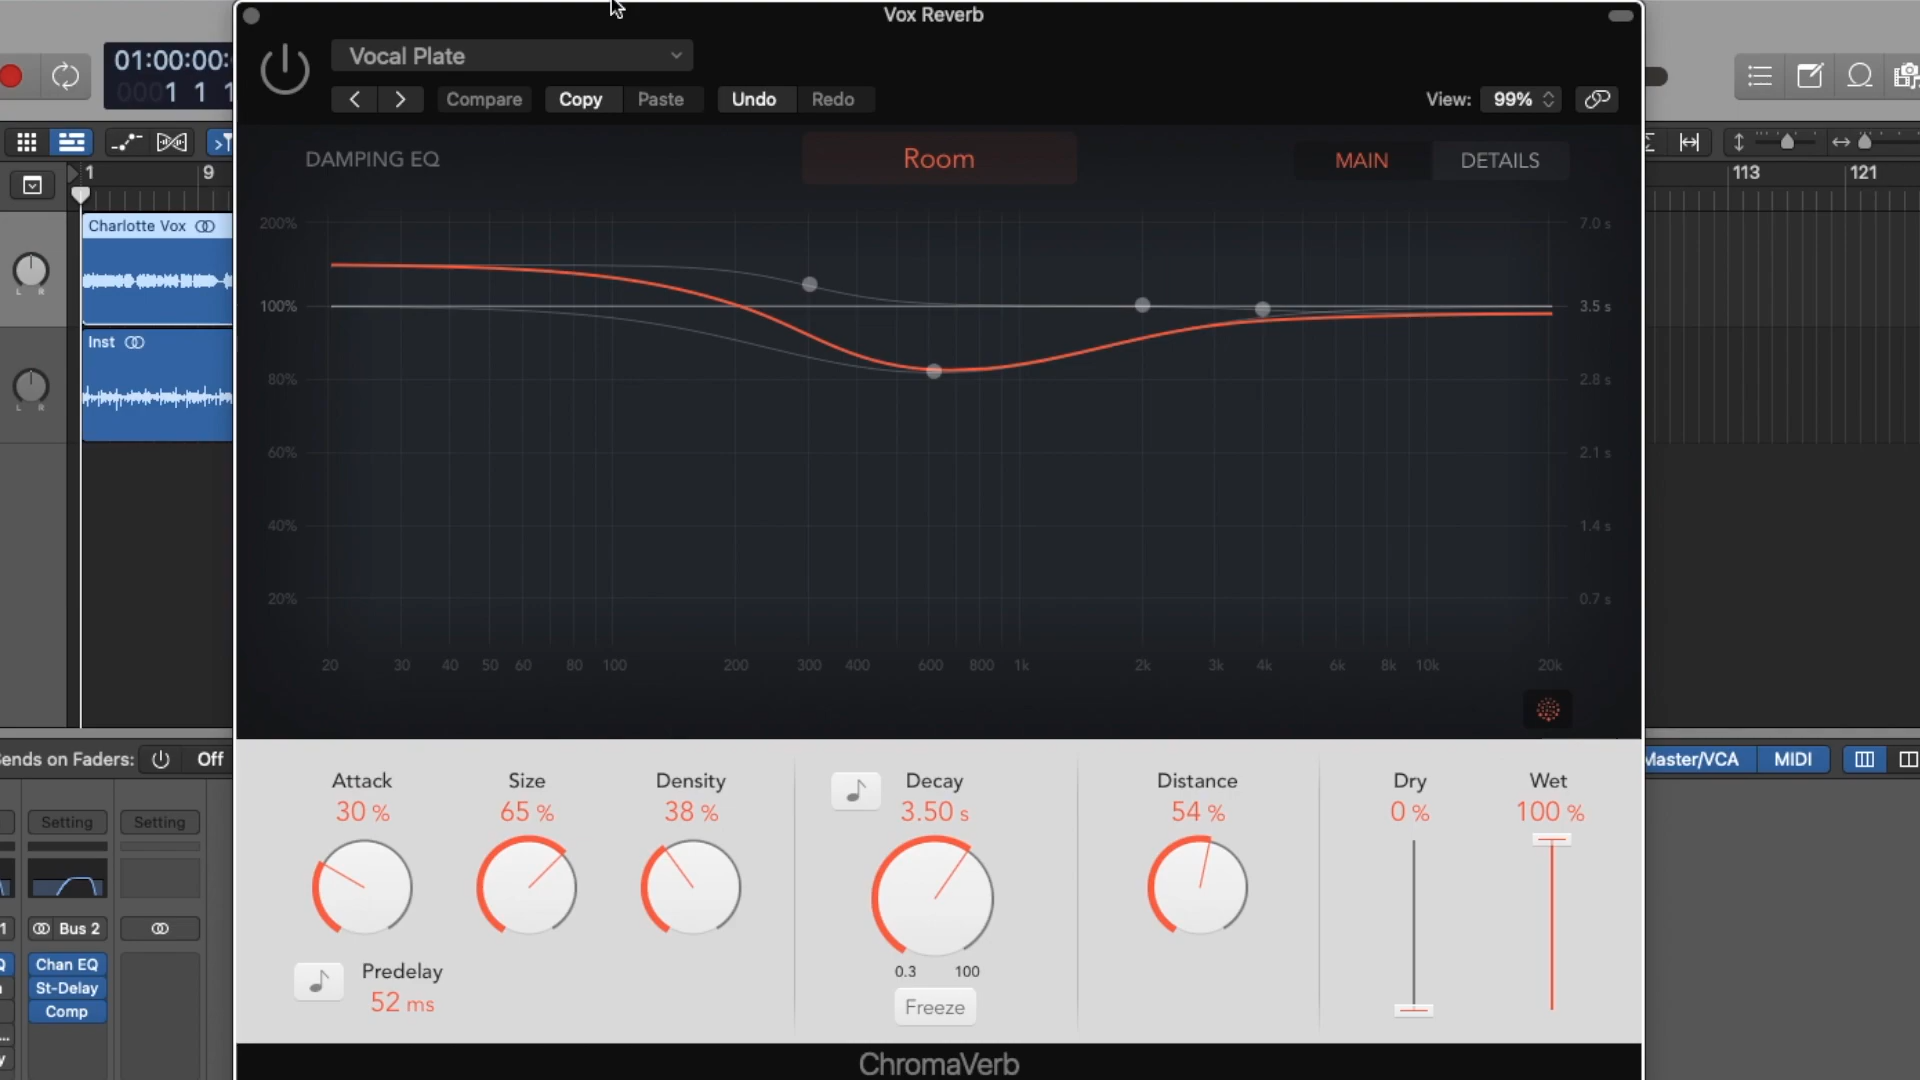 Vox Reverb
01:00:00:
0001 1 1
Vocal Plate
Compare
Copy
Paste
Undo
Redo
View:
99%
DAMPING EQ
Room
MAIN
DETAILS
1
9
113
121
Charlotte Vox
200%
7.0 s
100%
3.5 s
Inst
80%
2.8 s
L R
L R
60%
2.1 s
40%
1.4 s
20%
0.7 s
20 30 40 50 60 80 100 200 300 400 600 800 1k 2k 3k 4k 6k 8k 10k 20k
ends on Faders:
Off
Master/VCA
MIDI
Attack
30 %
Size
65 %
Density
38 %
Decay
3.50 s
Distance
54 %
Dry
0 %
Wet
100 %
Setting
Setting
Bus 2
Chan EQ
St-Delay
Comp
Predelay
52 ms
0.3
100
Freeze
ChromaVerb